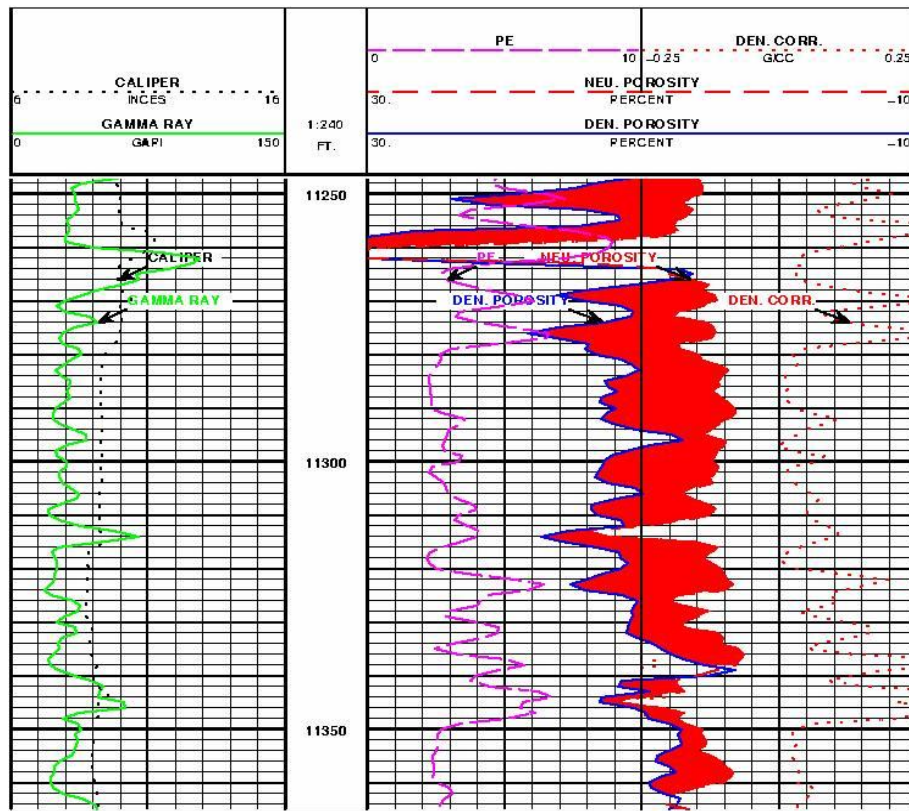 PE DEN. CORR.
0 10 -0.25 G/CC 0.25
CALIPER NEU. POROSITY
6 INCES 16 30. PERCENT -10
GAMMA RAY 1:240 DEN. POROSITY
0 GAPI 150 FT. 30. PERCENT -10
11250
CALIPER PE NEU. POROSITY
GAMMA RAY DEN. POROSITY DEN. CORR.
11300
11350